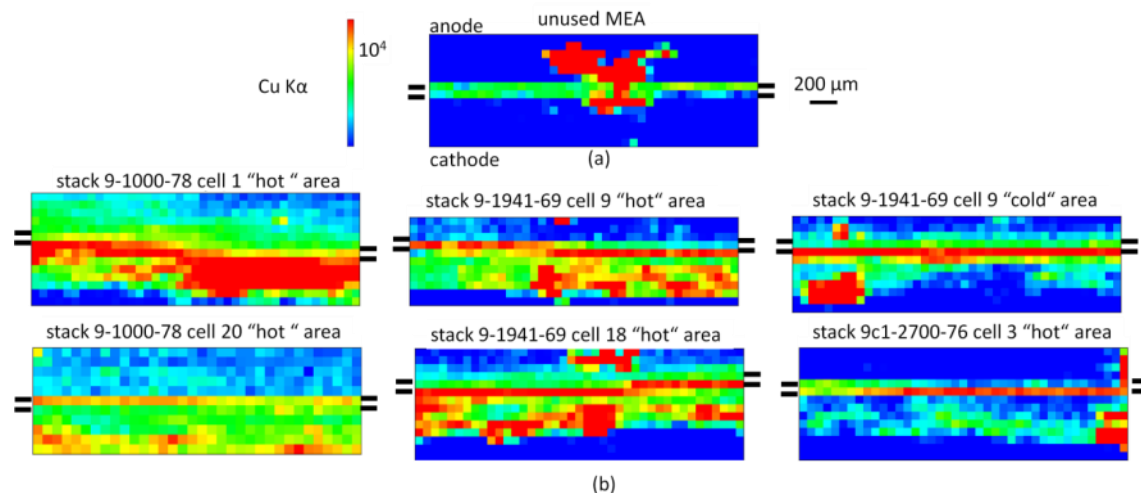 unused MEA
anode
10⁴
Cu Kα
200 µm
cathode
(a)
stack 9-1000-78 cell 1 “hot “ area
stack 9-1941-69 cell 9 “hot“ area
stack 9-1941-69 cell 9 “cold” area
stack 9-1000-78 cell 20 “hot “ area
stack 9-1941-69 cell 18 “hot“ area
stack 9c1-2700-76 cell 3 “hot“ area
(b)